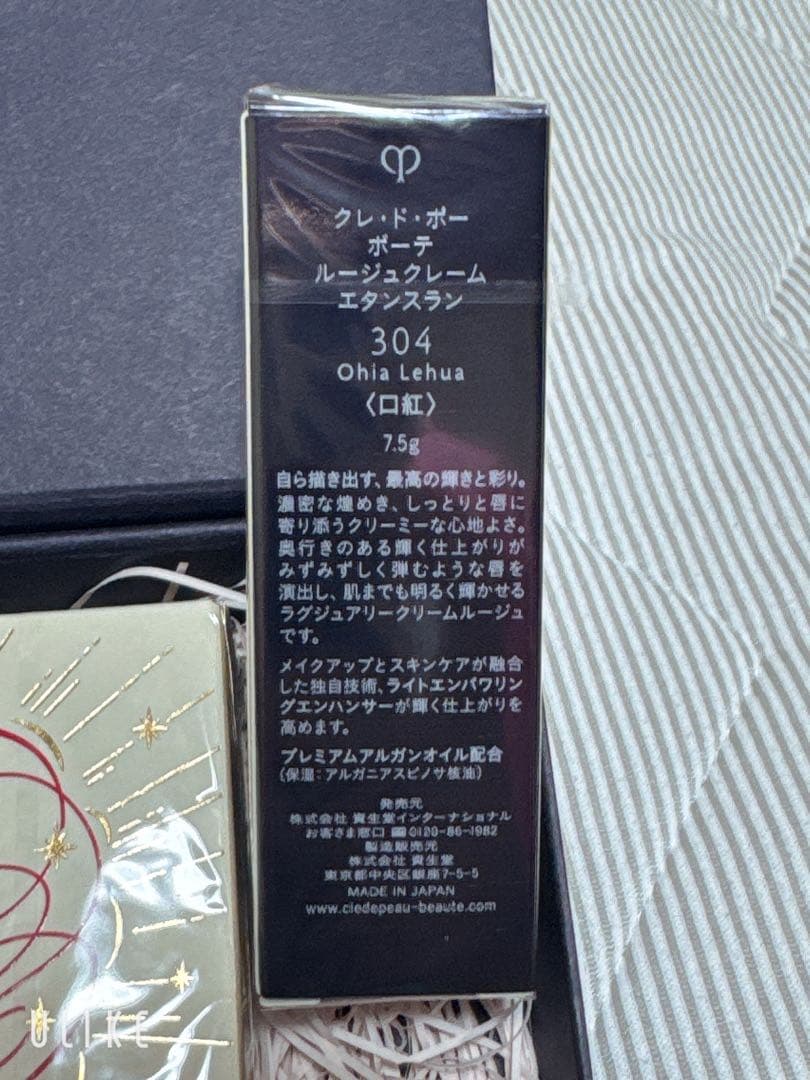 クレ・ド・ポー
ボーテ
ルージュクレーム
エタンスラン
304
Ohia Lehua
〈口紅〉
7.5g
自ら描き出す、最高の輝きと彩り。
濃密な煌めき、しっとりと唇に
寄り添うクリーミーな心地よさ。
奥行きのある輝く仕上がりが
みずみずしく弾むような唇を
演出し、肌までも明るく輝かせる
ラグジュアリークリームルージュ
です。
メイクアップとスキンケアが融合
した独自技術、ライトエンパワリン
グエンハンサーが輝く仕上がりを
高めます。
プレミアムアルガンオイル配合
(保湿:アルガニアスピノサ核油)
発売元
株式会社 資生堂インターナショナル
お客さま窓口 0120-86-1982
製造販売元
株式会社 資生堂
東京都中央区銀座7-5-5
MADE IN JAPAN
www.cledepeau-beaute.com
ULIKE